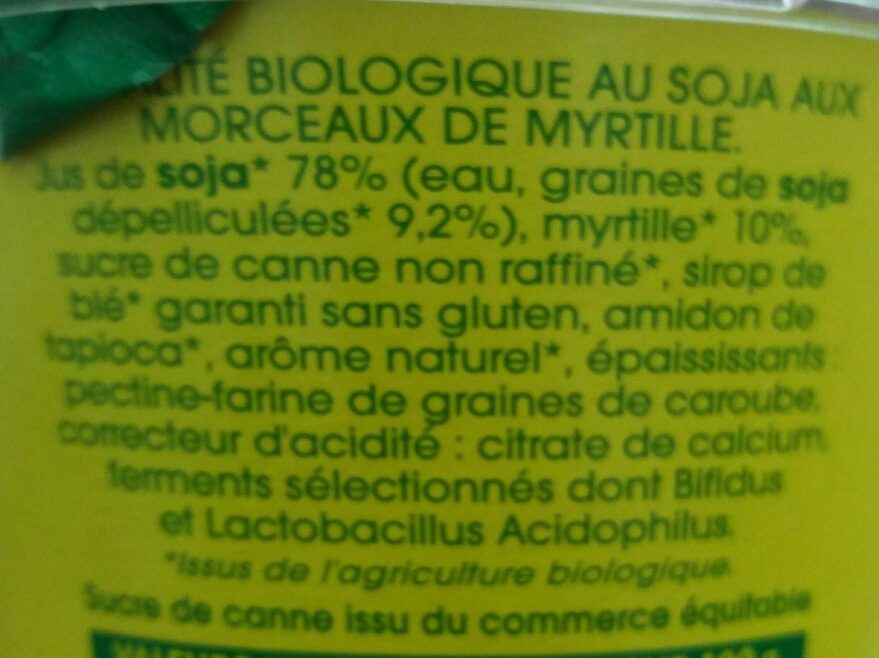 LITÉ BIOLOGIQUE AU SOJA AUX
MORCEAUX DE MYRTILLE.
Jus de soja* 78% (eau, graines de soja
dépelliculées* 9,2%), myrtille* 10%,
sucre de canne non raffiné*, sirop de
blé* garanti sans gluten, amidon de
tapioca*, arôme naturel*, épaississants :
pectine-farine de graines de caroube,
correcteur d'acidité : citrate de calcium,
ferments sélectionnés dont Bifidus
et Lactobacillus Acidophilus.
*Issus de l'agriculture biologique.
Sucre de canne issu du commerce équitable